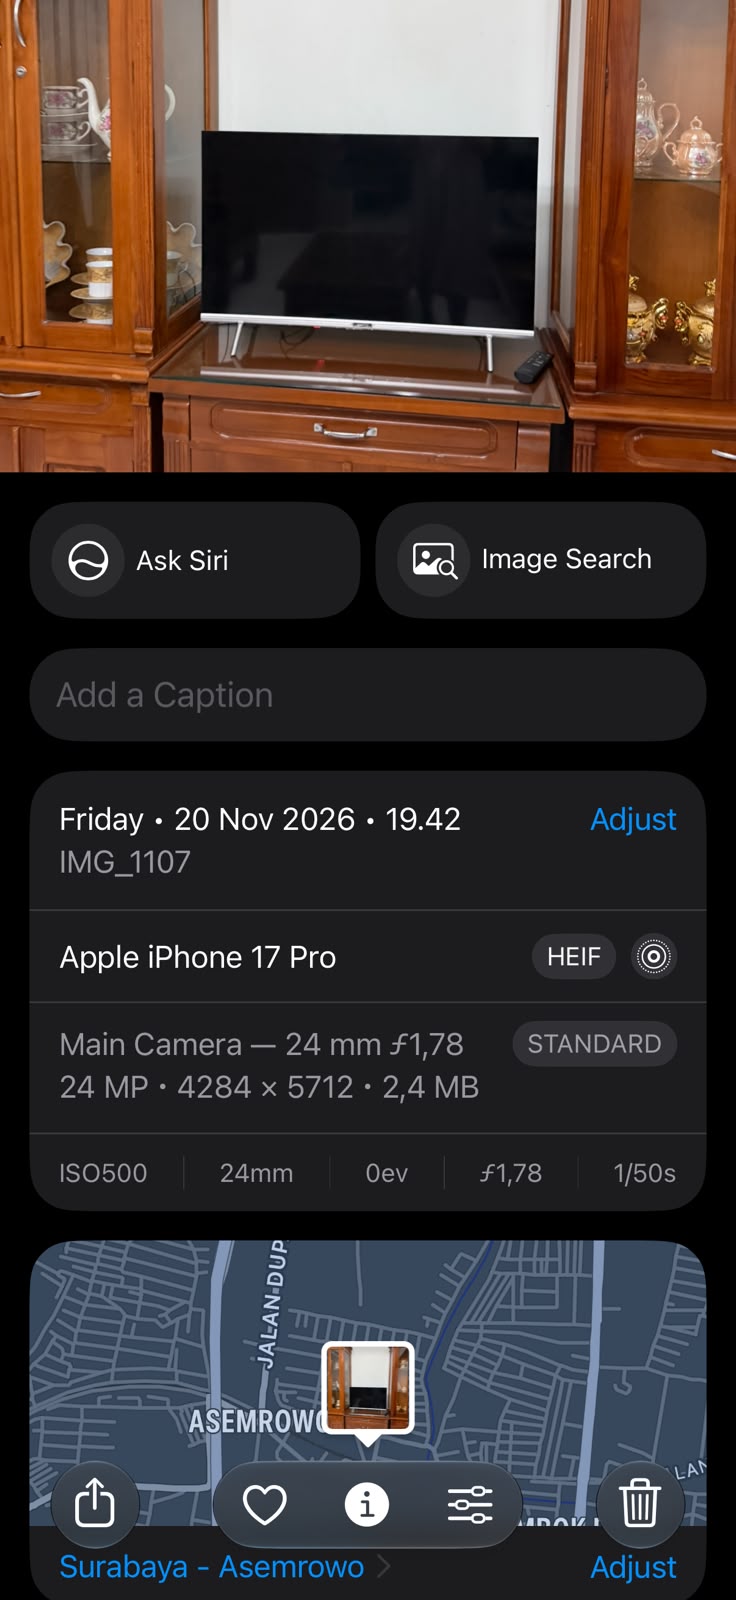 Ask Siri
Image Search
Add a Caption
Friday • 20 Nov 2026 • 19.42
Adjust
IMG_1107
Apple iPhone 17 Pro
HEIF
Main Camera — 24 mm ƒ1,78
STANDARD
24 MP • 4284 × 5712 • 2,4 MB
ISO500
24mm
0ev
ƒ1,78
1/50s
JALAN DUP
ASEMROWO
Surabaya - Asemrowo
Adjust